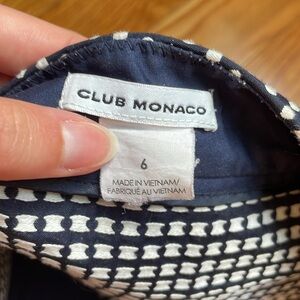 CLUB MONACO
6
MADE IN VIETNAM/
FABRIQUÉ AU VIETNAM